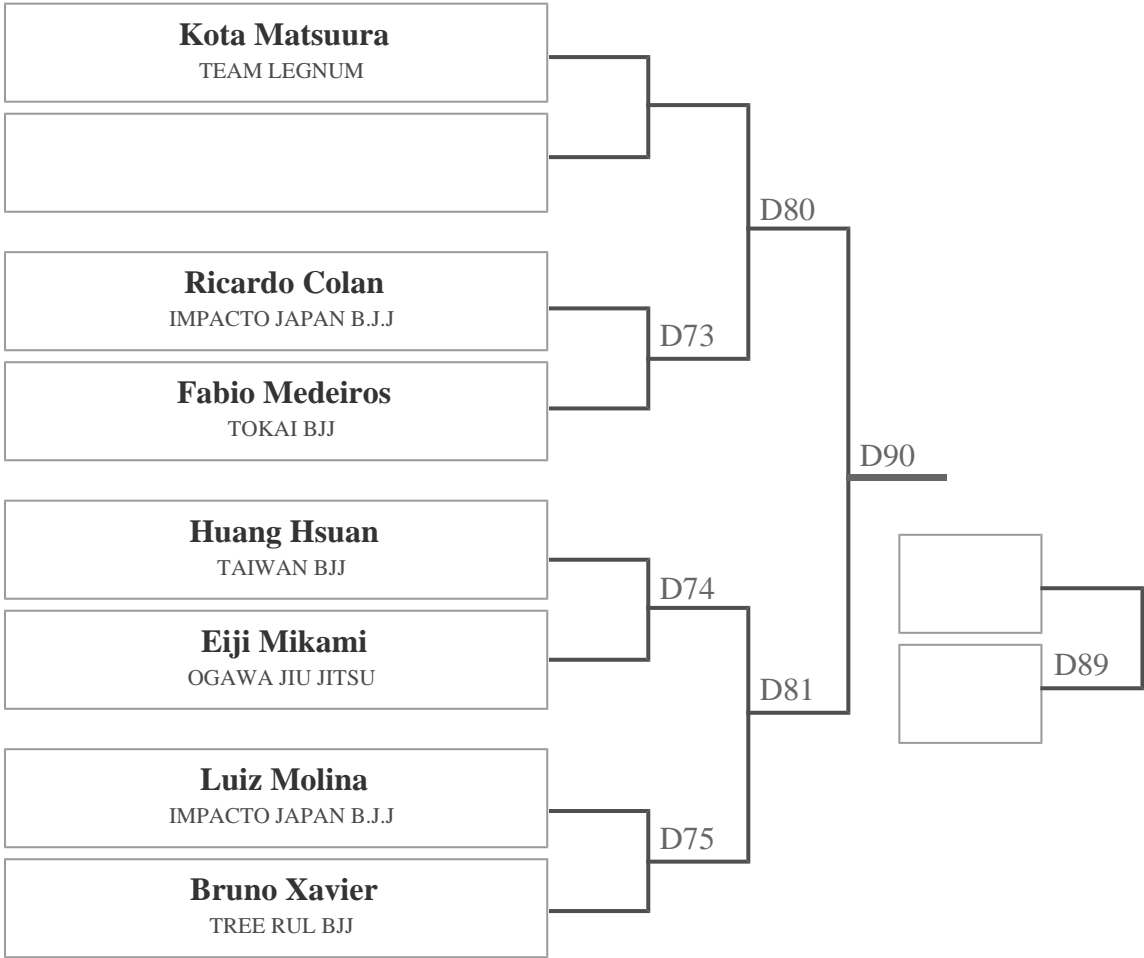 Kota Matsuura
TEAM LEGNUM
D80
Ricardo Colan
IMPACTO JAPAN B.J.J
D73
Fabio Medeiros
TOKAI BJJ
D90
Huang Hsuan
TAIWAN BJJ
D74
Eiji Mikami
OGAWA JIU JITSU
D81
D89
Luiz Molina
IMPACTO JAPAN B.J.J
D75
Bruno Xavier
TREE RUL BJJ